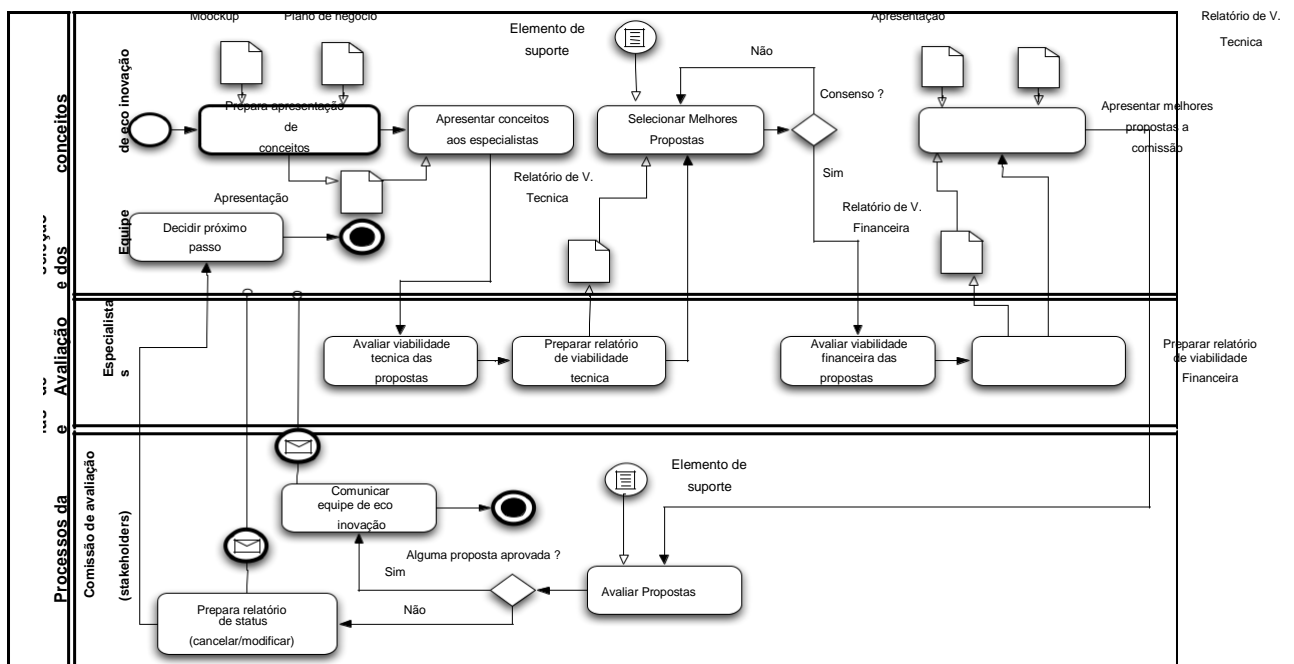 Moockup
Plano de negócio
Apresentação
Relatório de V.
Tecnica
Elemento de
suporte
Não
Consenso ?
Sim
Prepara apresentação
de
conceitos
Apresentar conceitos
aos especialistas
Selecionar Melhores
Propostas
Apresentar melhores
propostas a
comissão
Apresentação
Relatório de V.
Tecnica
Relatório de V.
Financeira
Decidir próximo
passo
conceitos
e dos
Equipe
de eco inovação
Avaliação
e
Especialista
s
Avaliar viabilidade
tecnica das
propostas
Preparar relatório
de viabilidade
tecnica
Avaliar viabilidade
financeira das
propostas
Preparar relatório
de viabilidade
Financeira
Processos da
Comissão de avaliação
(stakeholders)
Comunicar
equipe de eco
inovação
Elemento de
suporte
Alguma proposta aprovada ?
Sim
Não
Avaliar Propostas
Prepara relatório
de status
(cancelar/modificar)